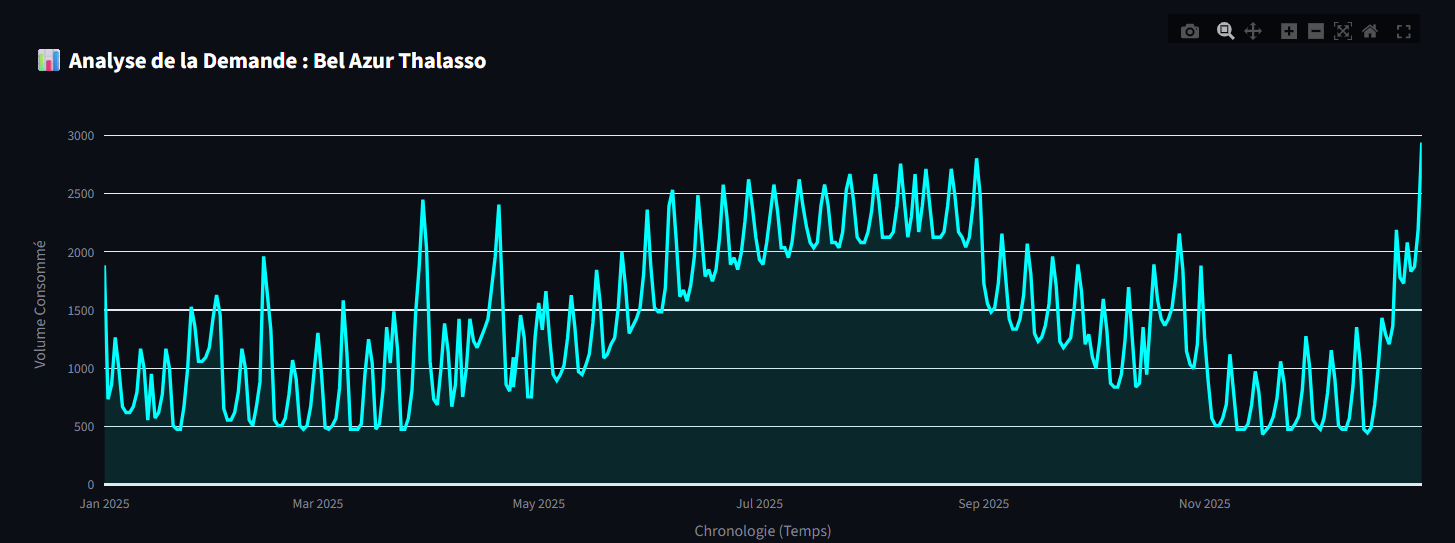 📊 Analyse de la Demande : Bel Azur Thalasso
3000
2500
2000
1500
1000
500
0
Volume Consommé
Jan 2025
Mar 2025
May 2025
Jul 2025
Sep 2025
Nov 2025
Chronologie (Temps)